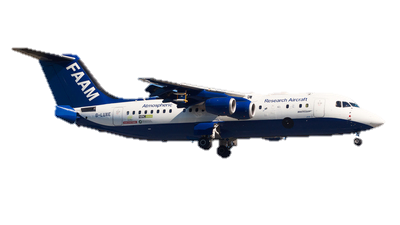 FAAM
Atmospheric Research Aircraft
G-LUXE